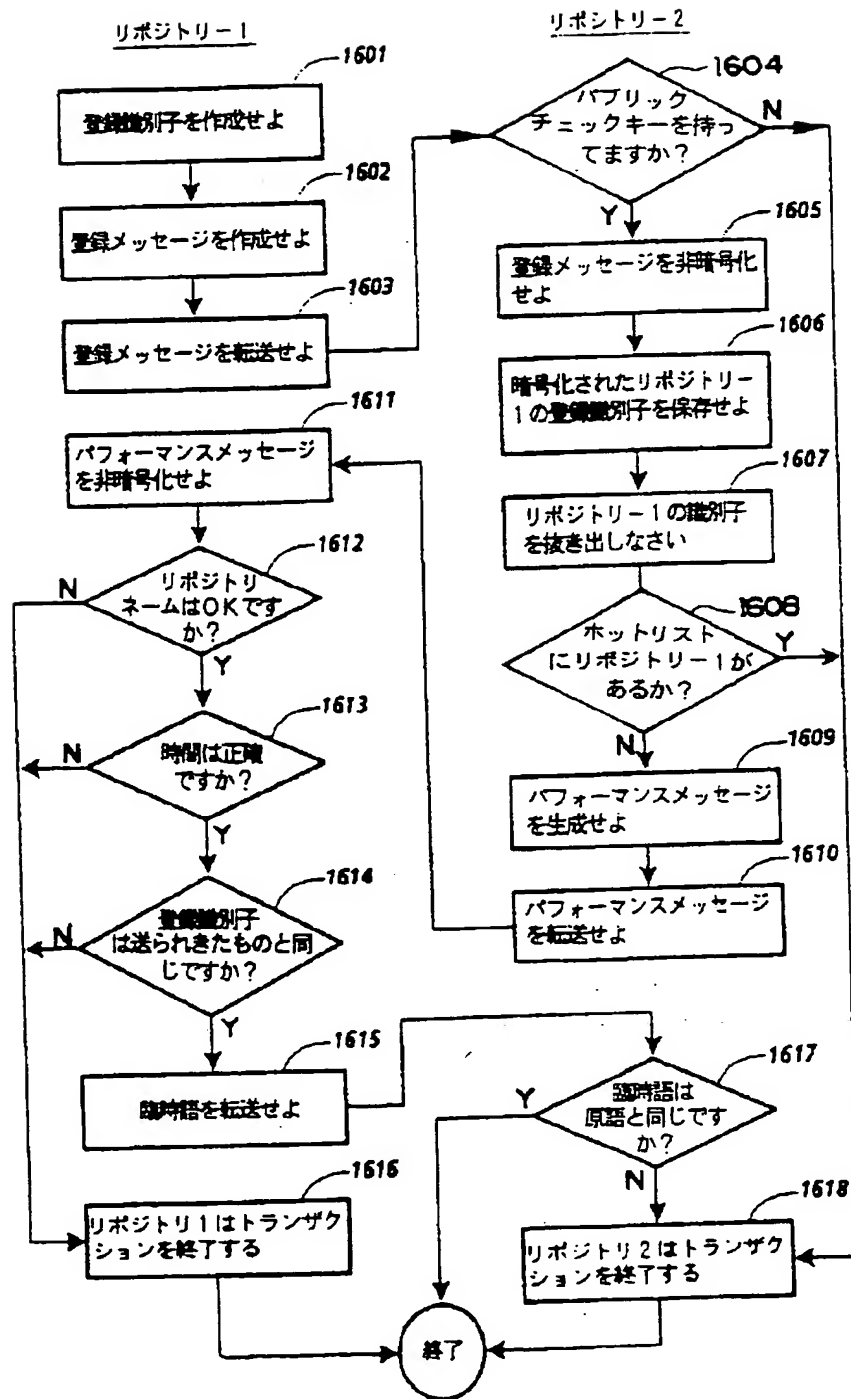 リポジトリー1
1601
登録識別子を作成せよ
1602
登録メッセージを作成せよ
1603
登録メッセージを転送せよ
1611
パフォーマンスメッセージ
を非暗号化せよ
1612
リポジトリ
ネームはOKです
か?
N
Y
1613
時間は正確
ですか?
N
Y
1614
登録識別子
は送られきたものと同
じですか?
N
Y
1615
臨時語を転送せよ
1616
リポジトリ1はトランザク
ションを終了する
リポジトリー2
1604
パブリック
チェックキーを持っ
てますか?
N
Y
1605
登録メッセージを非暗号化
せよ
1606
暗号化されたリポジトリー
1の登録識別子を保存せよ
1607
リポジトリー1の識別子
を抜き出しなさい
1608
ホットリスト
にリポジトリー1が
あるか?
Y
N
1609
パフォーマンスメッセージ
を生成せよ
1610
パフォーマンスメッセージ
を転送せよ
1617
臨時語は
原語と同じです
か?
Y
N
1618
リポジトリ2はトランザク
ションを終了する
終了